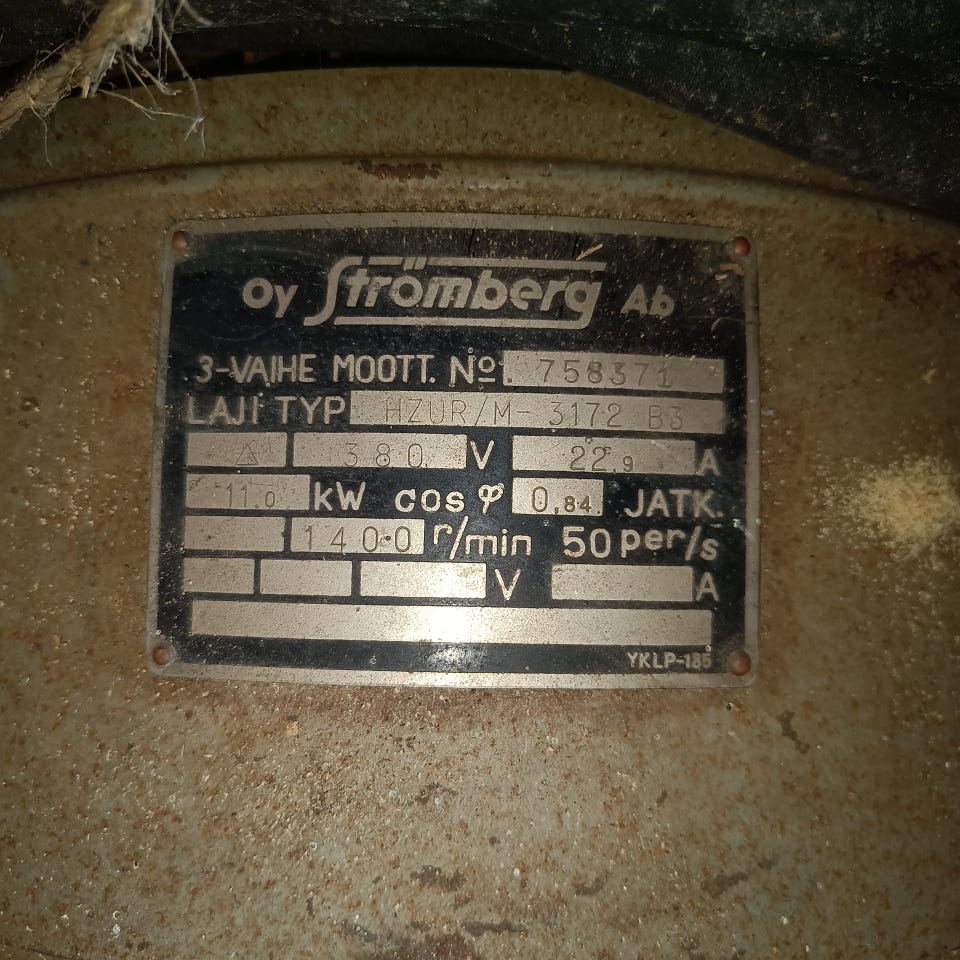 Oy Strömberg Ab
3-VAIHE MOOTT. No. 758371
LAJI TYP HZUR/M-3172 B3
△ 380 V 22.9 A
11.0 kW cos φ 0,84. JATK.
1400 r/min 50 per/s
V A
YKLP-185